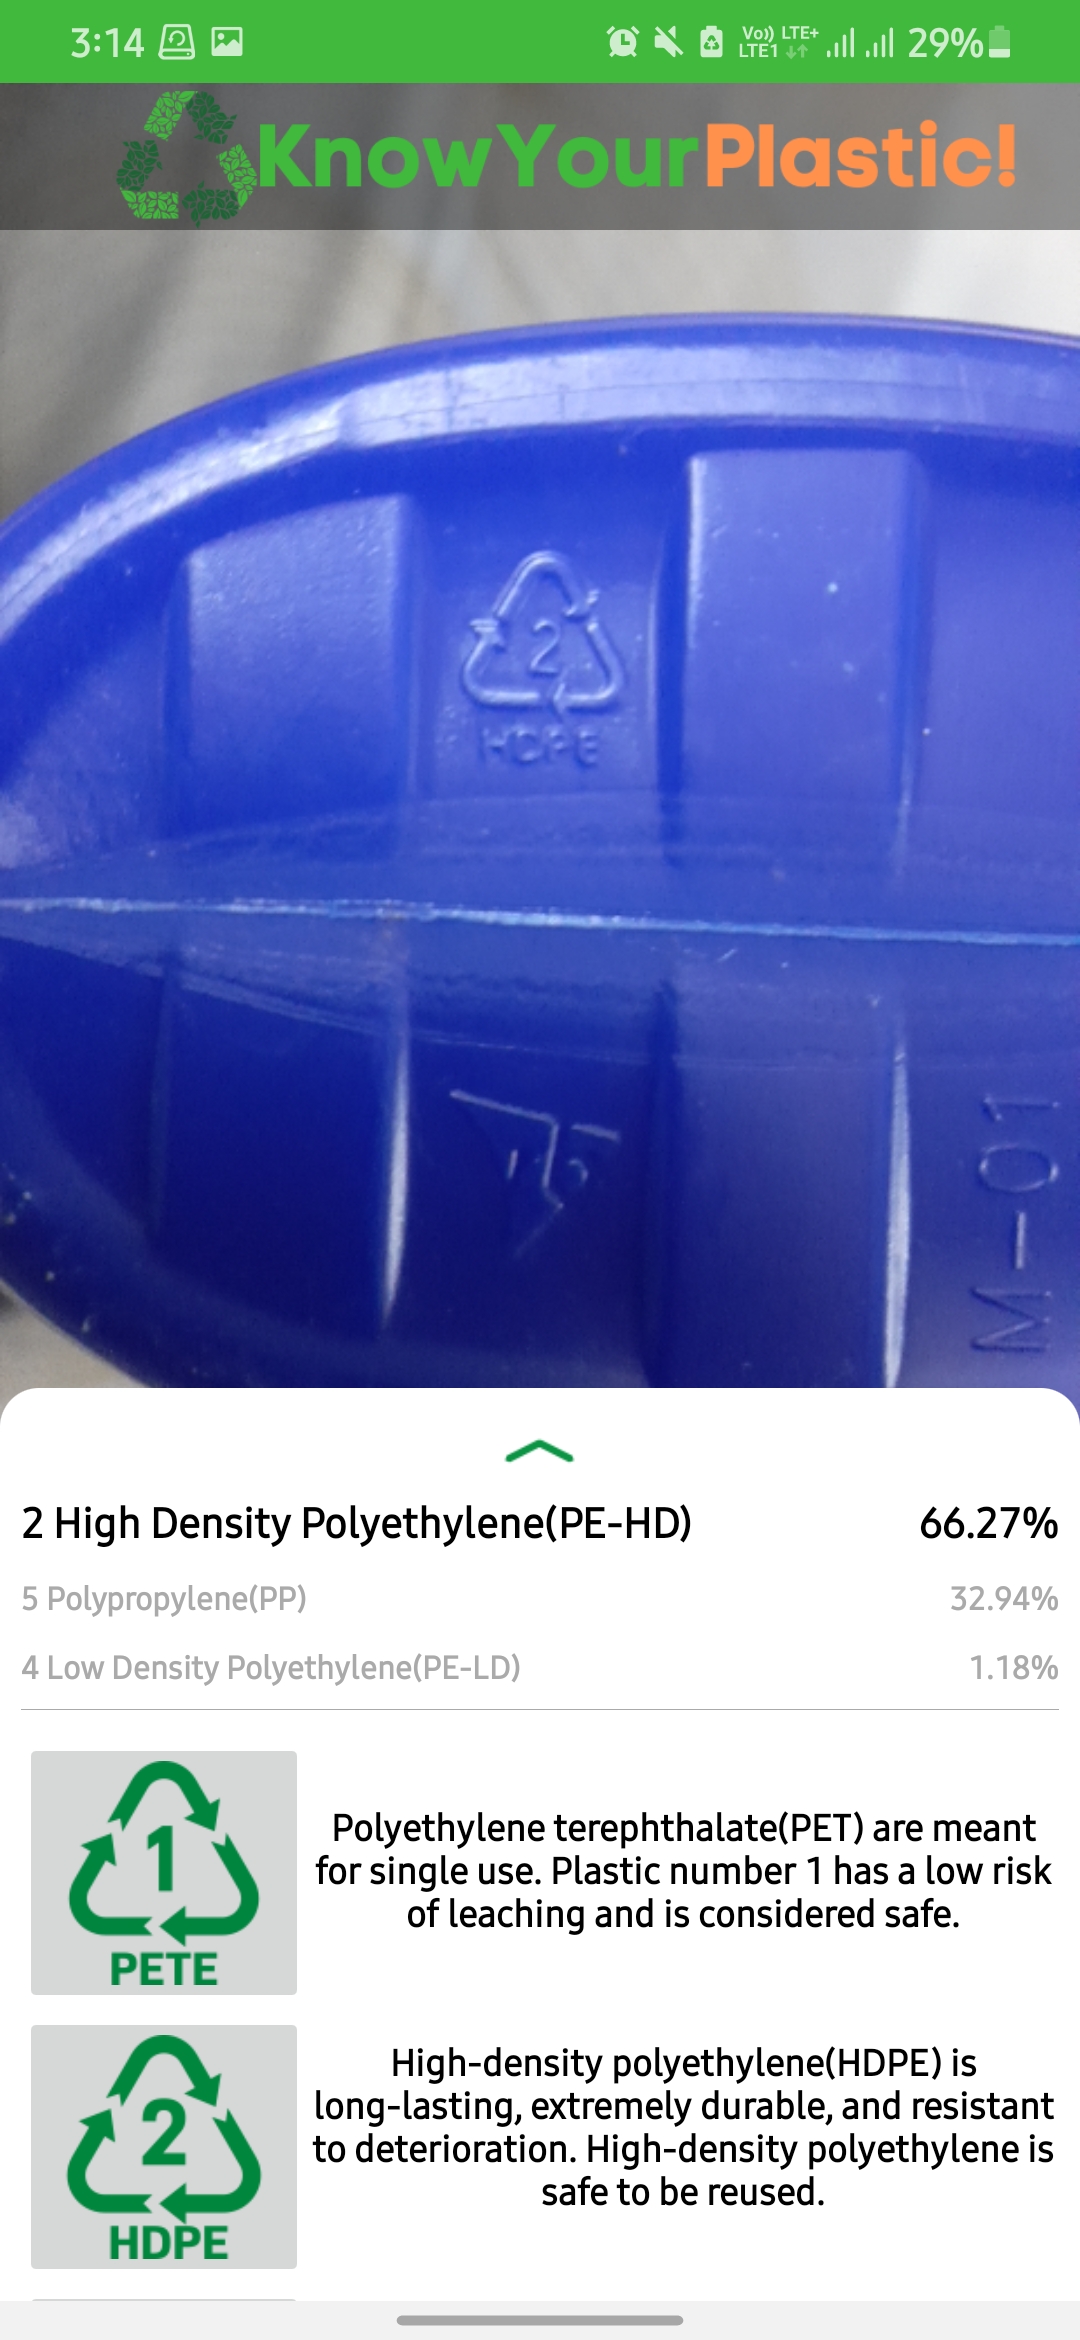 3:14 Vo)) LTE+ LTE1 29%
KnowYourPlastic!
2
HDPE
M-01
2 High Density Polyethylene(PE-HD) 66.27%
5 Polypropylene(PP) 32.94%
4 Low Density Polyethylene(PE-LD) 1.18%
1
PETE
Polyethylene terephthalate(PET) are meant
for single use. Plastic number 1 has a low risk
of leaching and is considered safe.
2
HDPE
High-density polyethylene(HDPE) is
long-lasting, extremely durable, and resistant
to deterioration. High-density polyethylene is
safe to be reused.